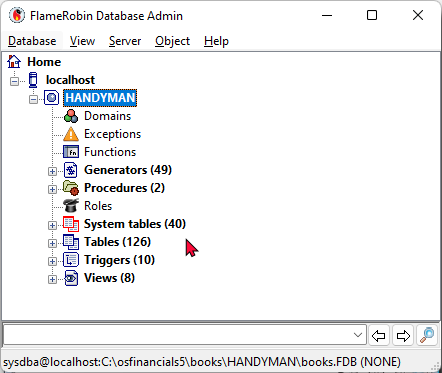 FlameRobin Database Admin
Database View Server Object Help
Home
localhost
HANDYMAN
Domains
Exceptions
Fn Functions
Generators (49)
Procedures (2)
Roles
System tables (40)
Tables (126)
Triggers (10)
Views (8)
sysdba@localhost:C:\osfinancials5\books\HANDYMAN\books.FDB (NONE)